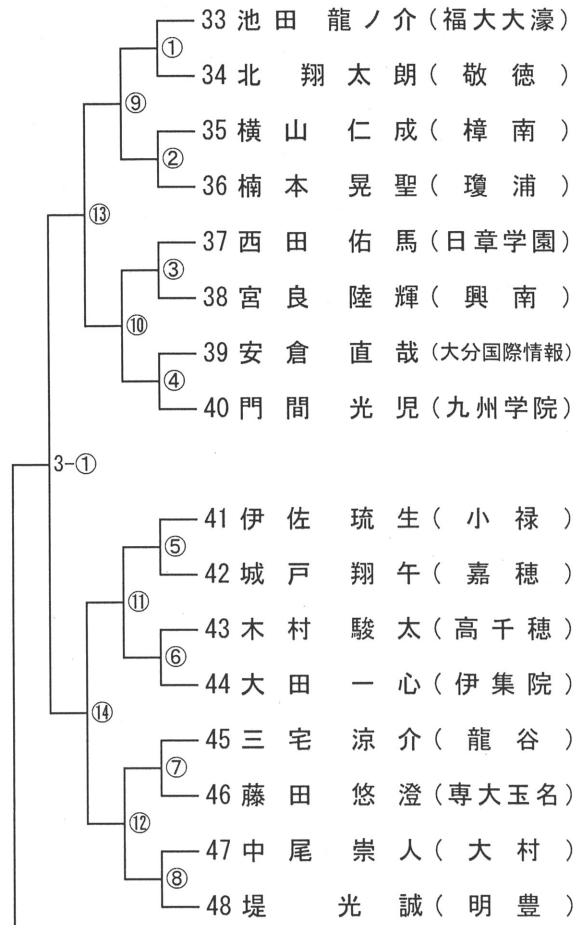 33 池田 龍ノ介 (福大大濠)
①
34 北 翔太朗 (敬徳)
⑨
35 横山 仁成 (樟南)
②
36 楠本 晃聖 (瓊浦)
⑬
37 西田 佑馬 (日章学園)
③
38 宮良 陸輝 (興南)
⑩
39 安倉 直哉 (大分国際情報)
④
40 門間 光児 (九州学院)
3-①
41 伊佐 琉生 (小禄)
⑤
42 城戸 翔午 (嘉穂)
⑪
43 木村 駿太 (高千穂)
⑥
44 大田 一心 (伊集院)
⑭
45 三宅 涼介 (龍谷)
⑦
46 藤田 悠澄 (専大玉名)
⑫
47 中尾 崇人 (大村)
⑧
48 堤 光誠 (明豊)